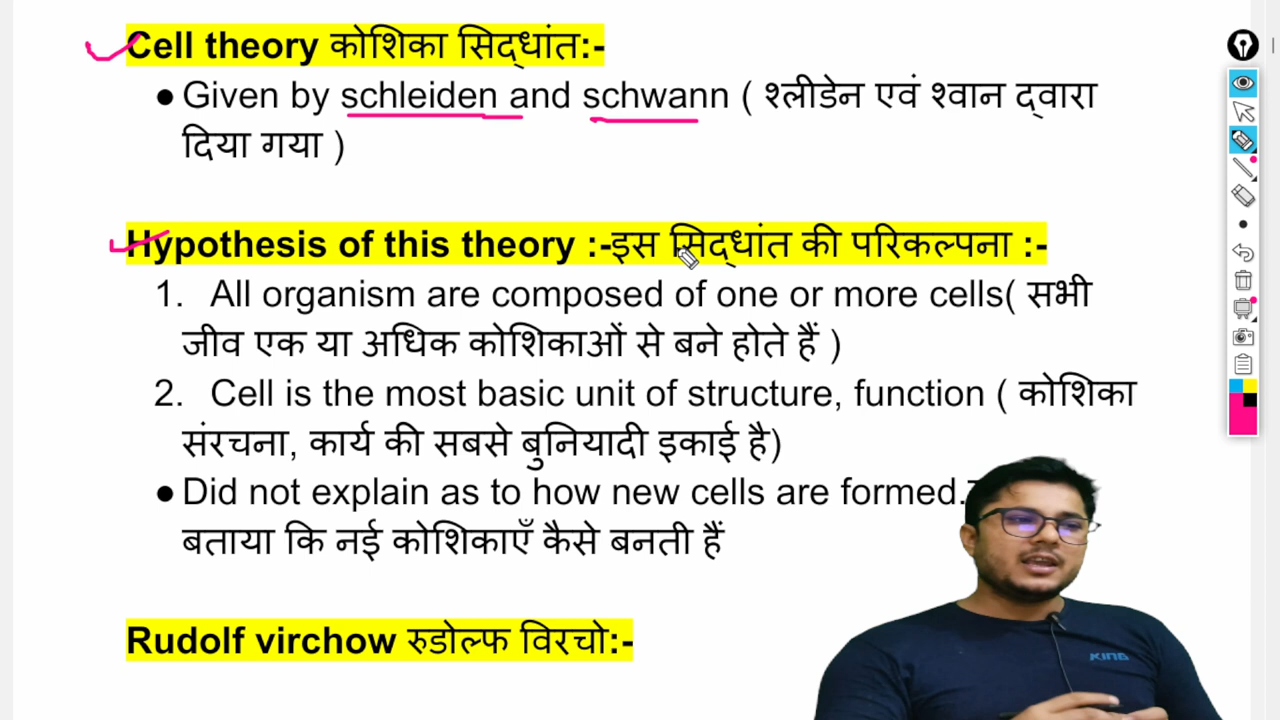 Cell theory कोशिका सिद्धांत:-
● Given by schleiden and schwann ( श्लीडेन एवं श्वान द्वारा
दिया गया )
Hypothesis of this theory :-इस सिद्धांत की परिकल्पना :-
1. All organism are composed of one or more cells( सभी
जीव एक या अधिक कोशिकाओं से बने होते हैं )
2. Cell is the most basic unit of structure, function ( कोशिका
संरचना, कार्य की सबसे बुनियादी इकाई है)
● Did not explain as to how new cells are formed.
बताया कि नई कोशिकाएँ कैसे बनती हैं
Rudolf virchow रुडोल्फ विरचो:-
KING